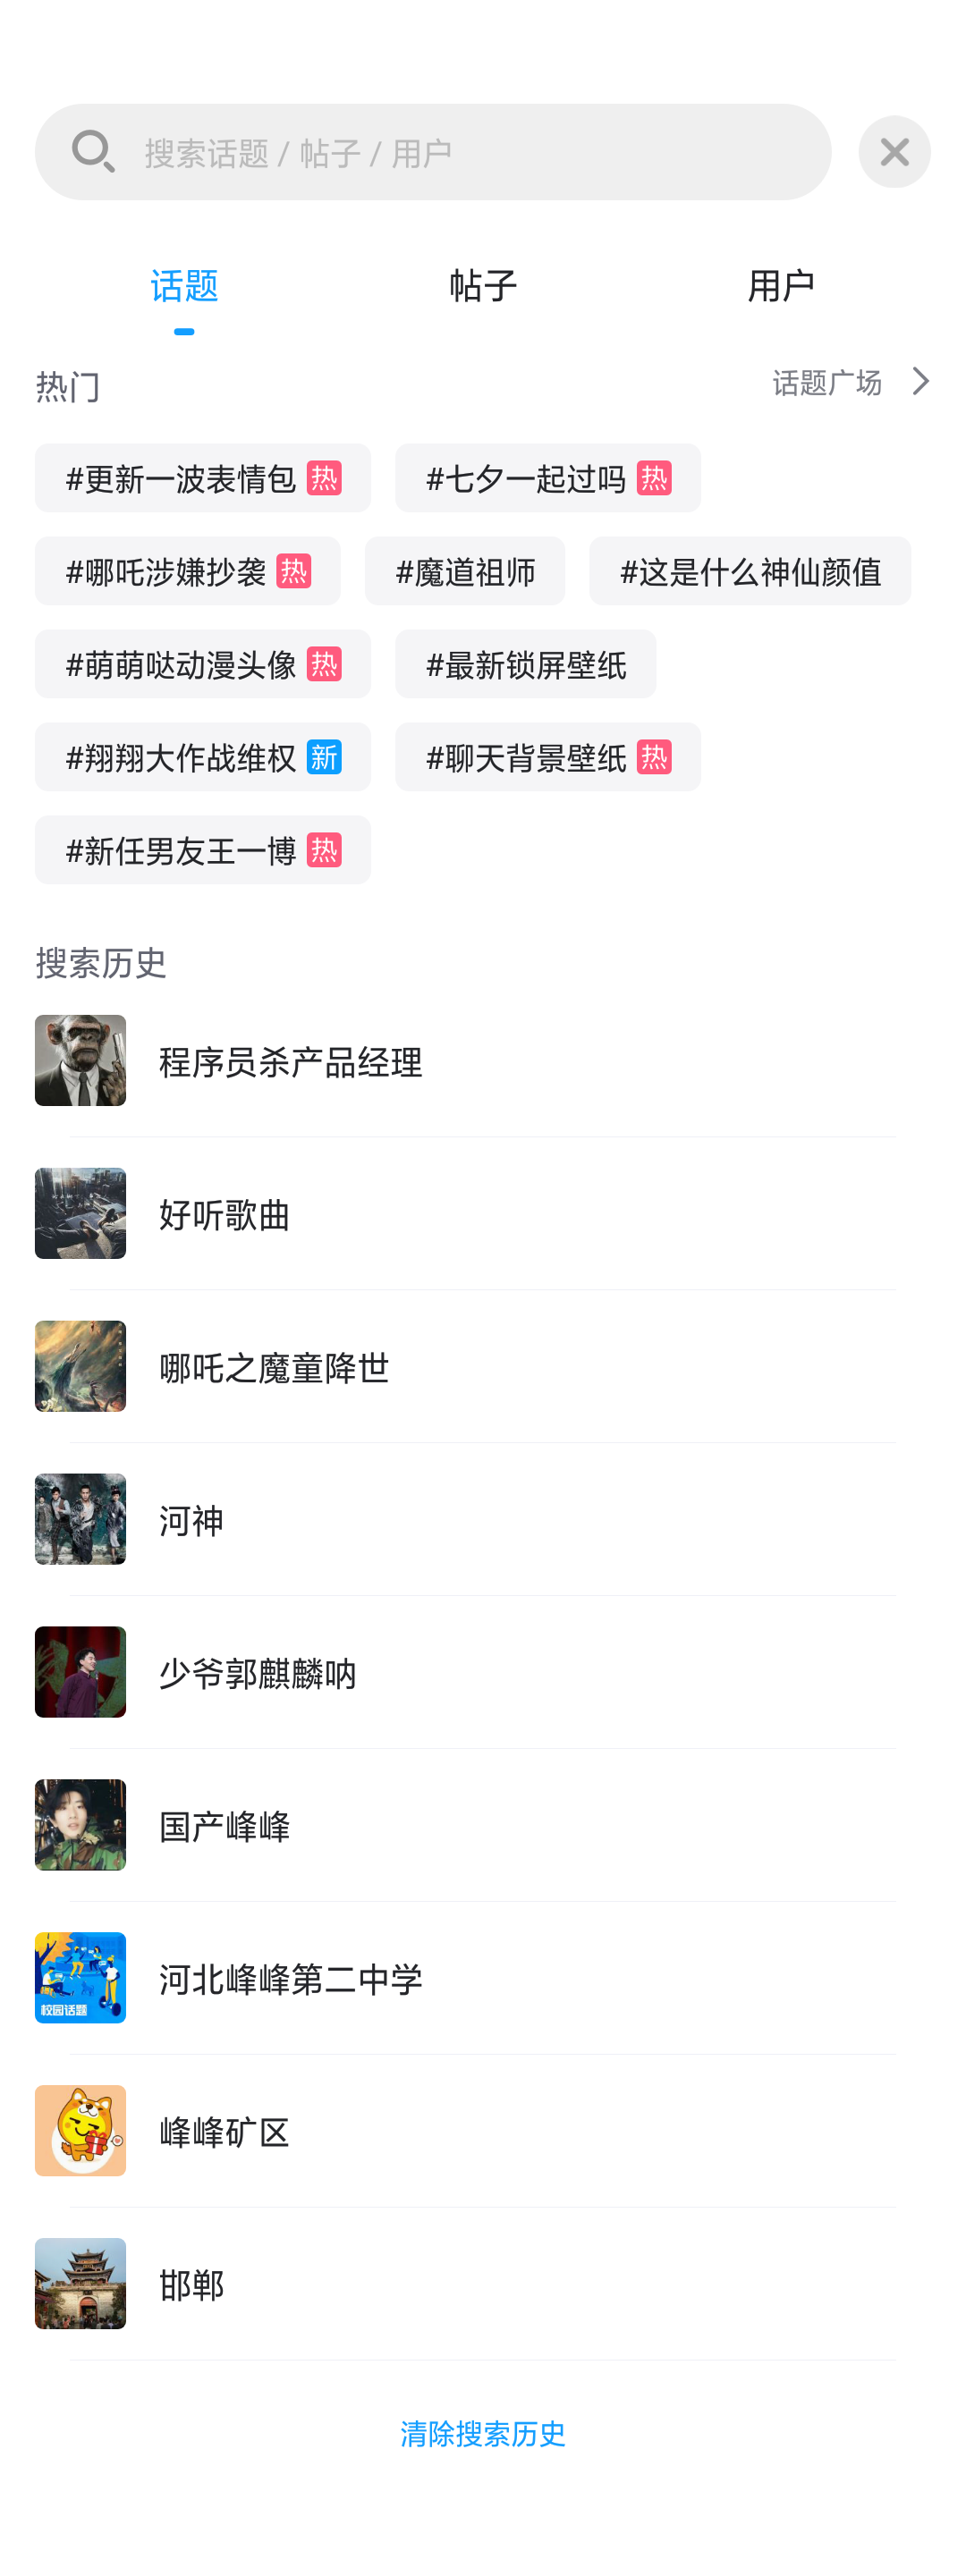 搜索话题 / 帖子 / 用户
话题 帖子 用户
热门 话题广场
#更新一波表情包 热 #七夕一起过吗 热
#哪吒涉嫌抄袭 热 #魔道祖师 #这是什么神仙颜值
#萌萌哒动漫头像 热 #最新锁屏壁纸
#翔翔大作战维权 新 #聊天背景壁纸 热
#新任男友王一博 热
搜索历史
程序员杀产品经理
好听歌曲
哪吒之魔童降世
河神
少爷郭麒麟呐
国产峰峰
校园话题
河北峰峰第二中学
峰峰矿区
邯郸
清除搜索历史